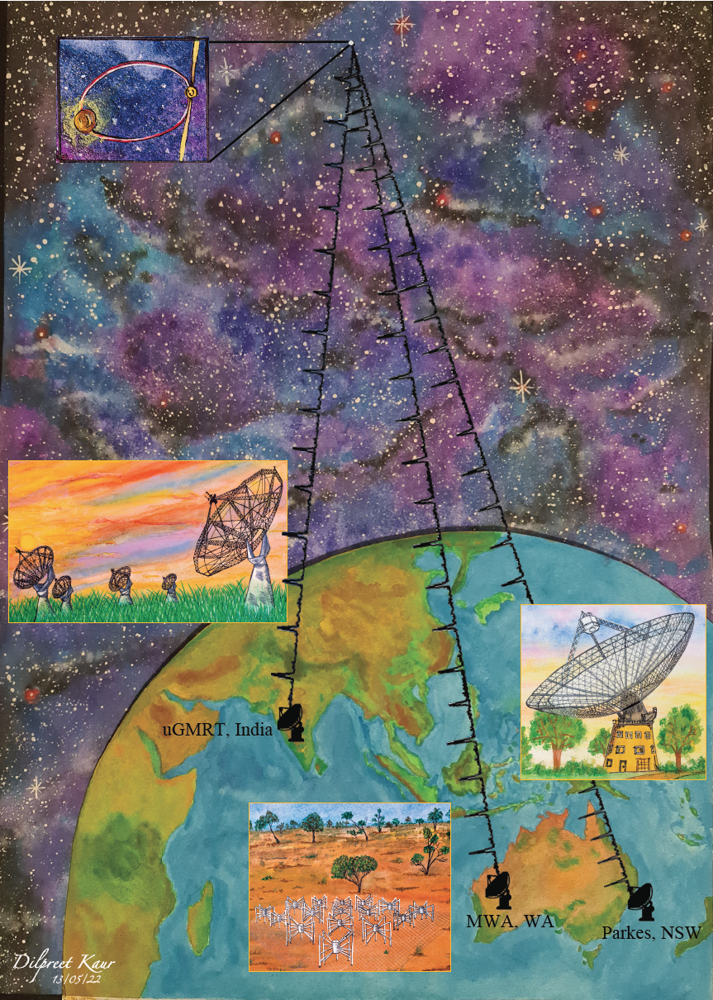 uGMRT, India
MWA, WA
Parkes, NSW
Dilpreet Kaur
13/05/22